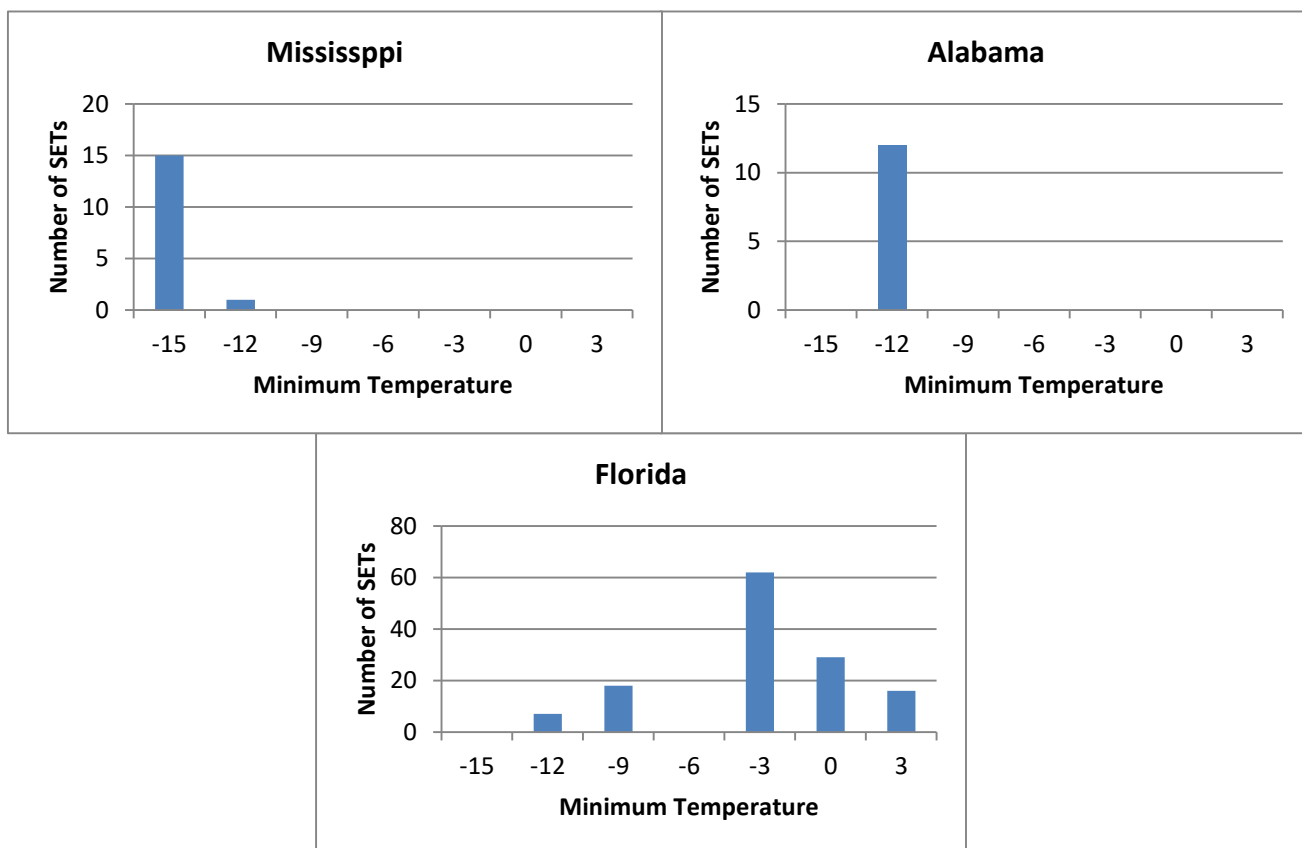 Mississppi
20
15
10
5
0
Number of SETs
-15 -12 -9 -6 -3 0 3
Minimum Temperature
Alabama
15
10
5
0
Number of SETs
-15 -12 -9 -6 -3 0 3
Minimum Temperature
Florida
80
60
40
20
0
Number of SETs
-15 -12 -9 -6 -3 0 3
Minimum Temperature